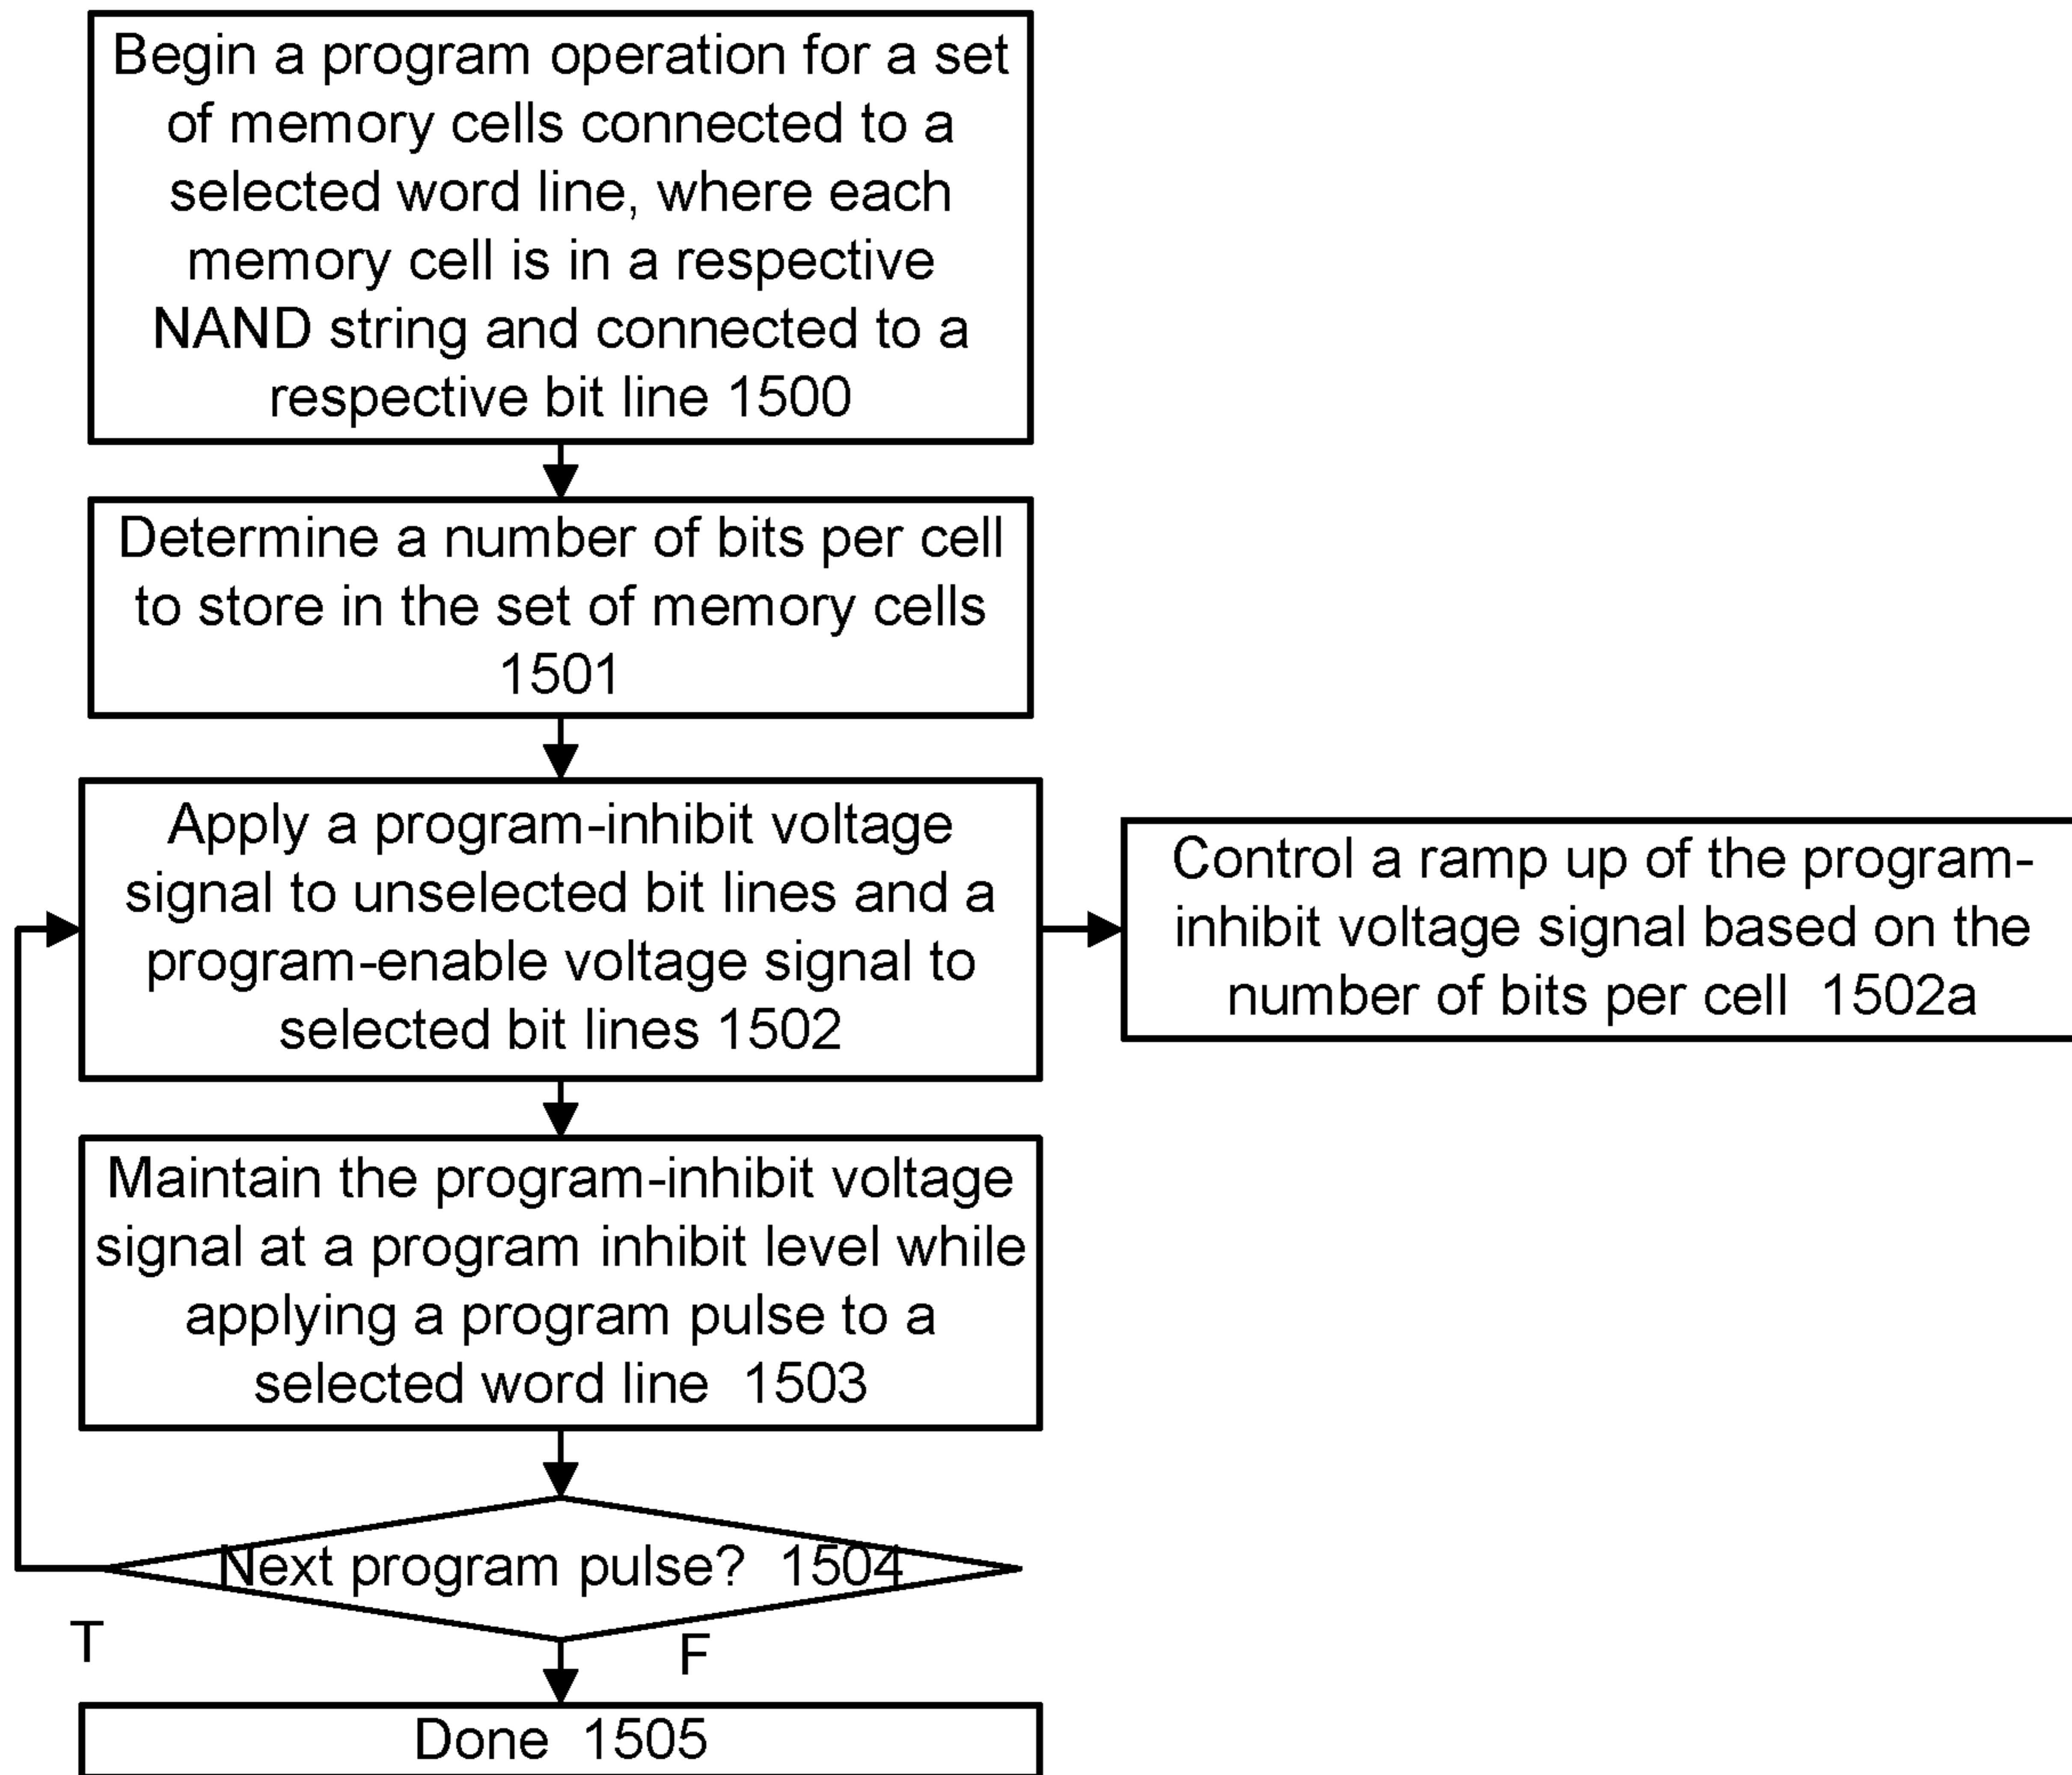 Begin a program operation for a set
of memory cells connected to a
selected word line, where each
memory cell is in a respective
NAND string and connected to a
respective bit line 1500
Determine a number of bits per cell
to store in the set of memory cells
1501
Apply a program-inhibit voltage
signal to unselected bit lines and a
program-enable voltage signal to
selected bit lines 1502
Control a ramp up of the program-
inhibit voltage signal based on the
number of bits per cell 1502a
Maintain the program-inhibit voltage
signal at a program inhibit level while
applying a program pulse to a
selected word line 1503
Next program pulse? 1504
T
F
Done 1505